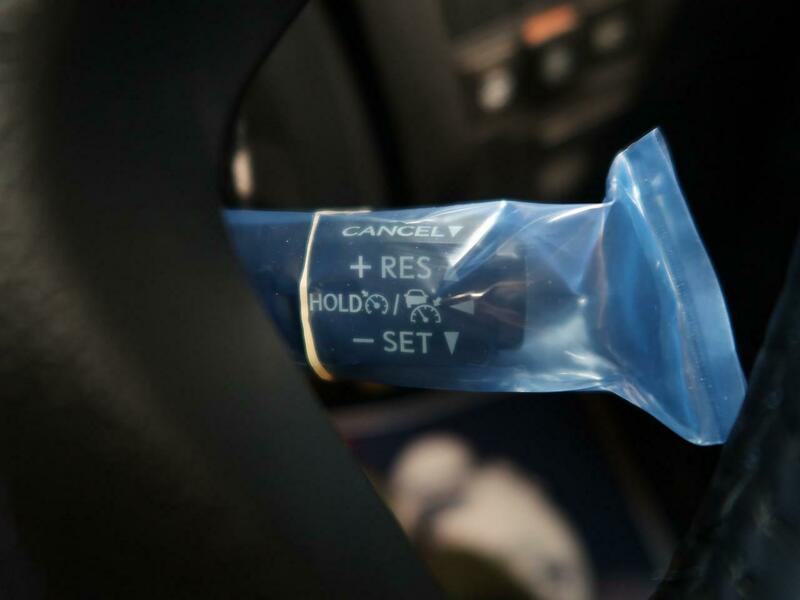 CANCEL▼
+ RES
HOLD /
− SET ▼